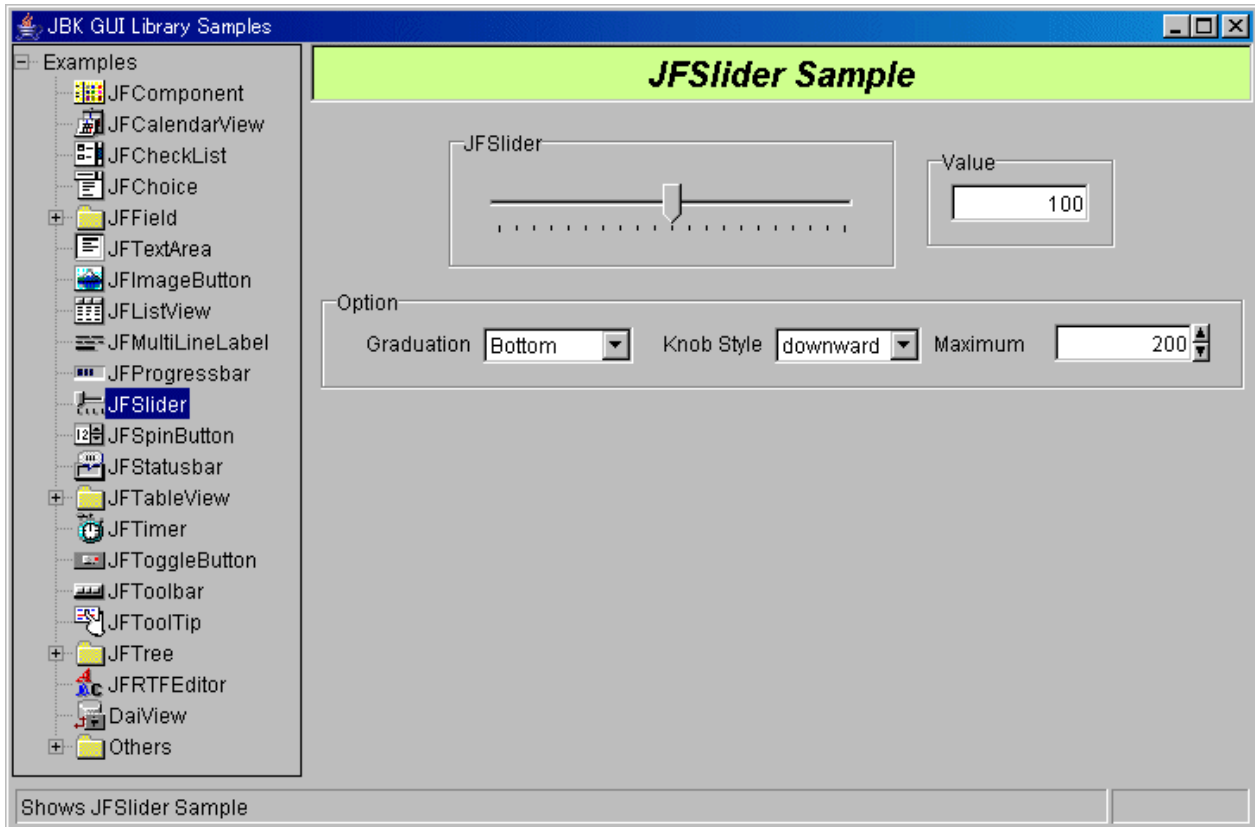 JBK GUI Library Samples
Examples
JFComponent
JFCalendarView
JFCheckList
JFChoice
JFField
JFTextArea
JFImageButton
JFListView
JFMultiLineLabel
JFProgressbar
JFSlider
JFSpinButton
JFStatusbar
JFTableView
JFTimer
JFToggleButton
JFToolbar
JFToolTip
JFTree
JFRTFEditor
DaiView
Others
JFSlider Sample
JFSlider
Value
100
Option
Graduation Bottom Knob Style downward Maximum 200
Shows JFSlider Sample